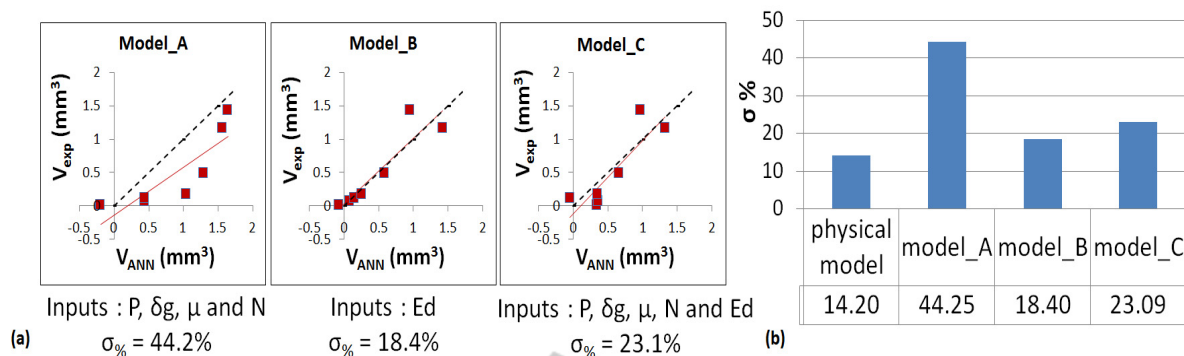 Model_A
2
1.5
1
0.5
0
-0.5
-0.5 0 0.5 1 1.5 2
Vexp (mm³)
VANN (mm³)
Inputs : P, δg, μ and N
σ% = 44.2%
Model_B
2
1.5
1
0.5
0
-0.5
-0.5 0 0.5 1 1.5 2
Vexp (mm³)
VANN (mm³)
Inputs : Ed
σ% = 18.4%
Model_C
2
1.5
1
0.5
0
-0.5
-0.5 0 0.5 1 1.5 2
Vexp (mm³)
VANN (mm³)
Inputs : P, δg, μ, N and Ed
σ% = 23.1%
(a)
50
40
30
20
10
0
σ %
physical
model
model_A
model_B
model_C
14.20 44.25 18.40 23.09
(b)